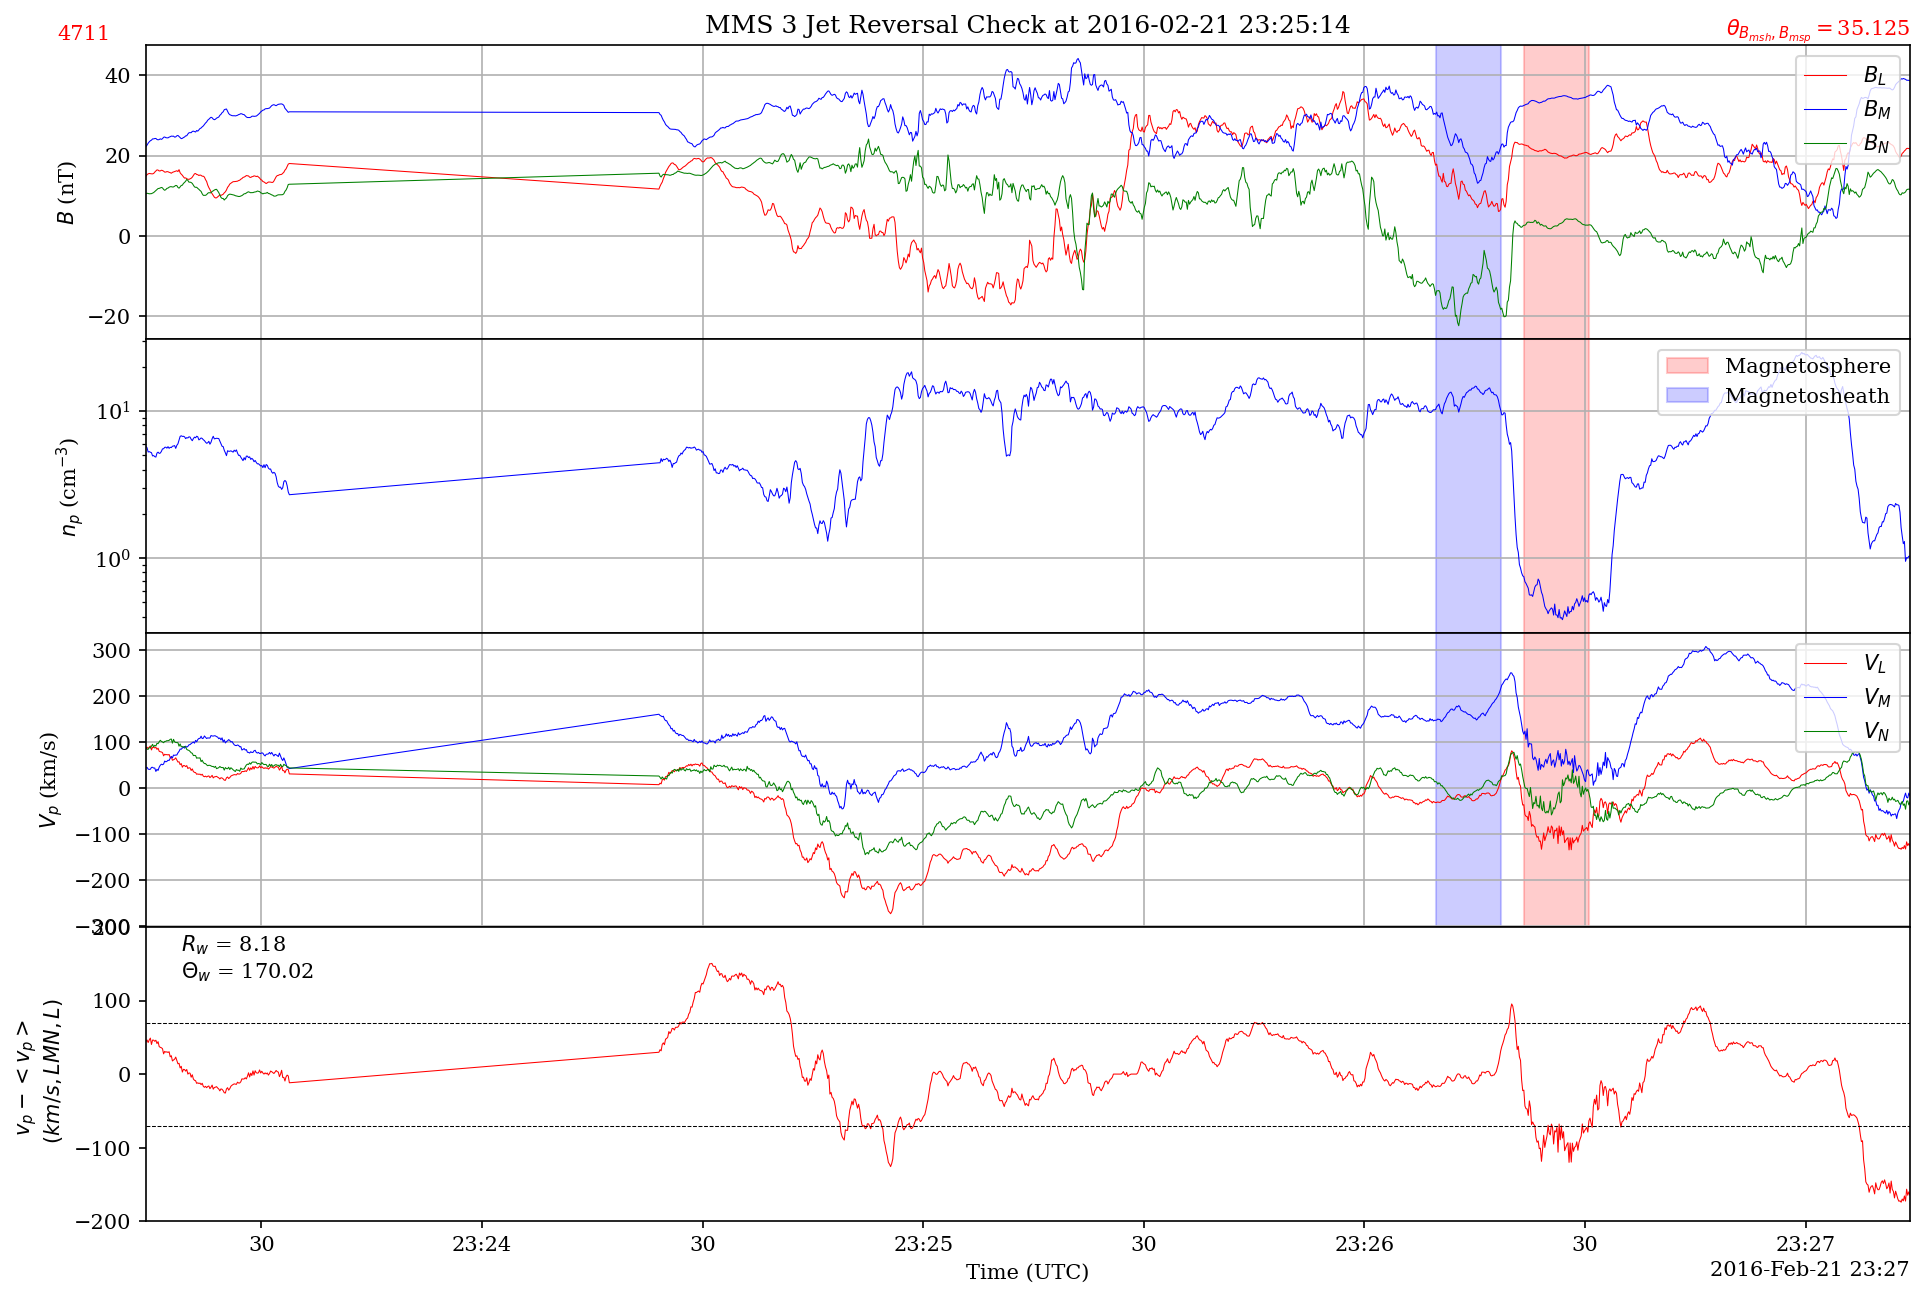 MMS 3 Jet Reversal Check at 2016-02-21 23:25:14
4711
θ_{B_{msh}, B_{msp}} = 35.125
40
20
0
−20
B (nT)
B_L
B_M
B_N
10^1
10^0
n_p (cm^{−3})
Magnetosphere
Magnetosheath
300
200
100
0
−100
−200
−300
V_p (km/s)
V_L
V_M
V_N
200
100
0
−100
−200
v_p − < v_p >
(km/s, LMN, L)
R_w = 8.18
Θ_w = 170.02
30
23:24
30
23:25
30
23:26
30
23:27
Time (UTC)
2016-Feb-21 23:27